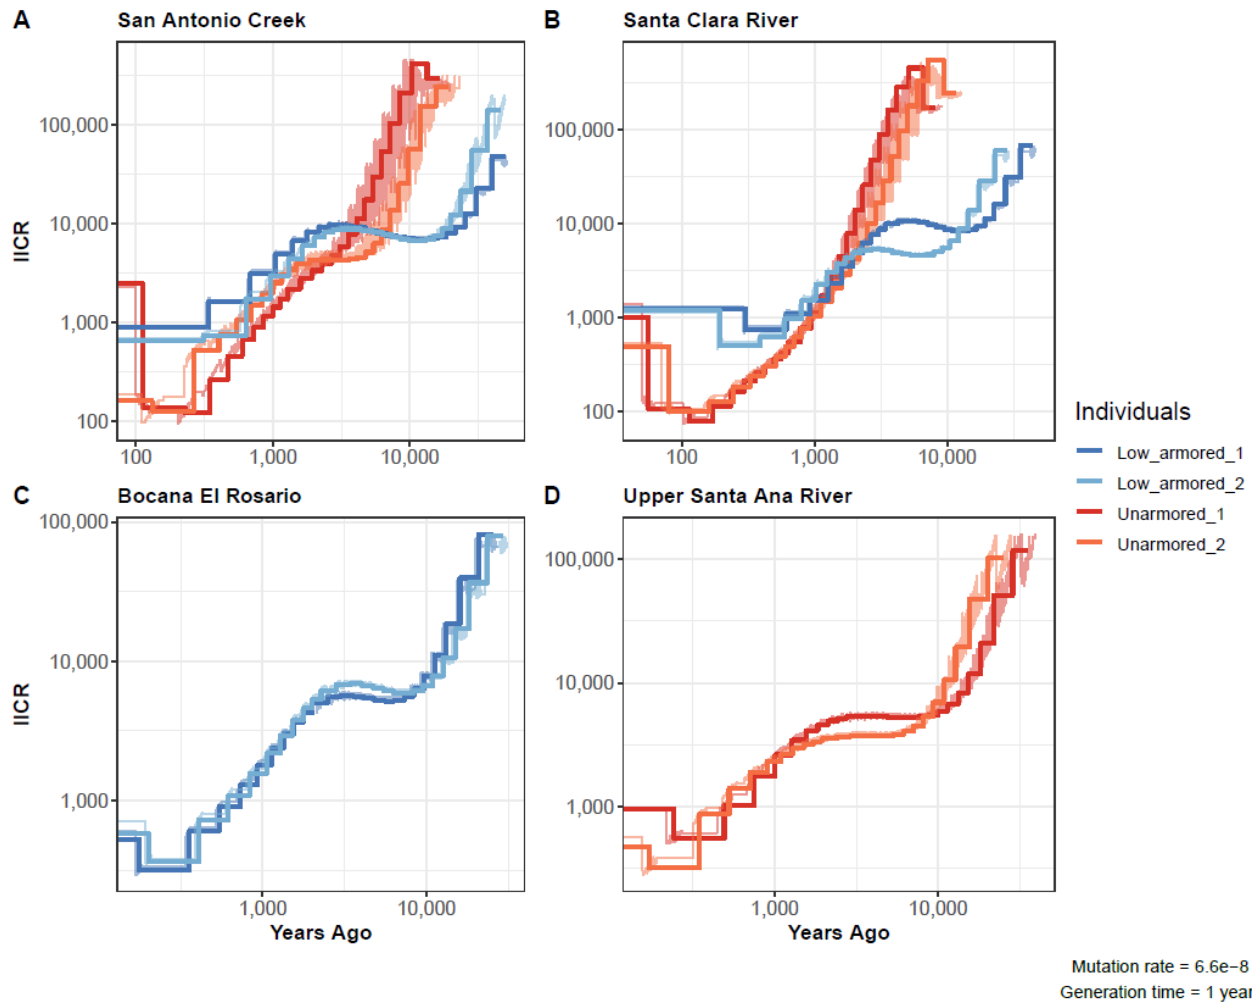 A San Antonio Creek
B Santa Clara River
100,000
10,000
1,000
100
IICR
100 1,000 10,000
100,000
10,000
1,000
100
100 1,000 10,000
C Bocana El Rosario
D Upper Santa Ana River
100,000
10,000
1,000
IICR
1,000 10,000
Years Ago
100,000
10,000
1,000
1,000 10,000
Years Ago
Individuals
Low_armored_1
Low_armored_2
Unarmored_1
Unarmored_2
Mutation rate = 6.6e−8
Generation time = 1 year